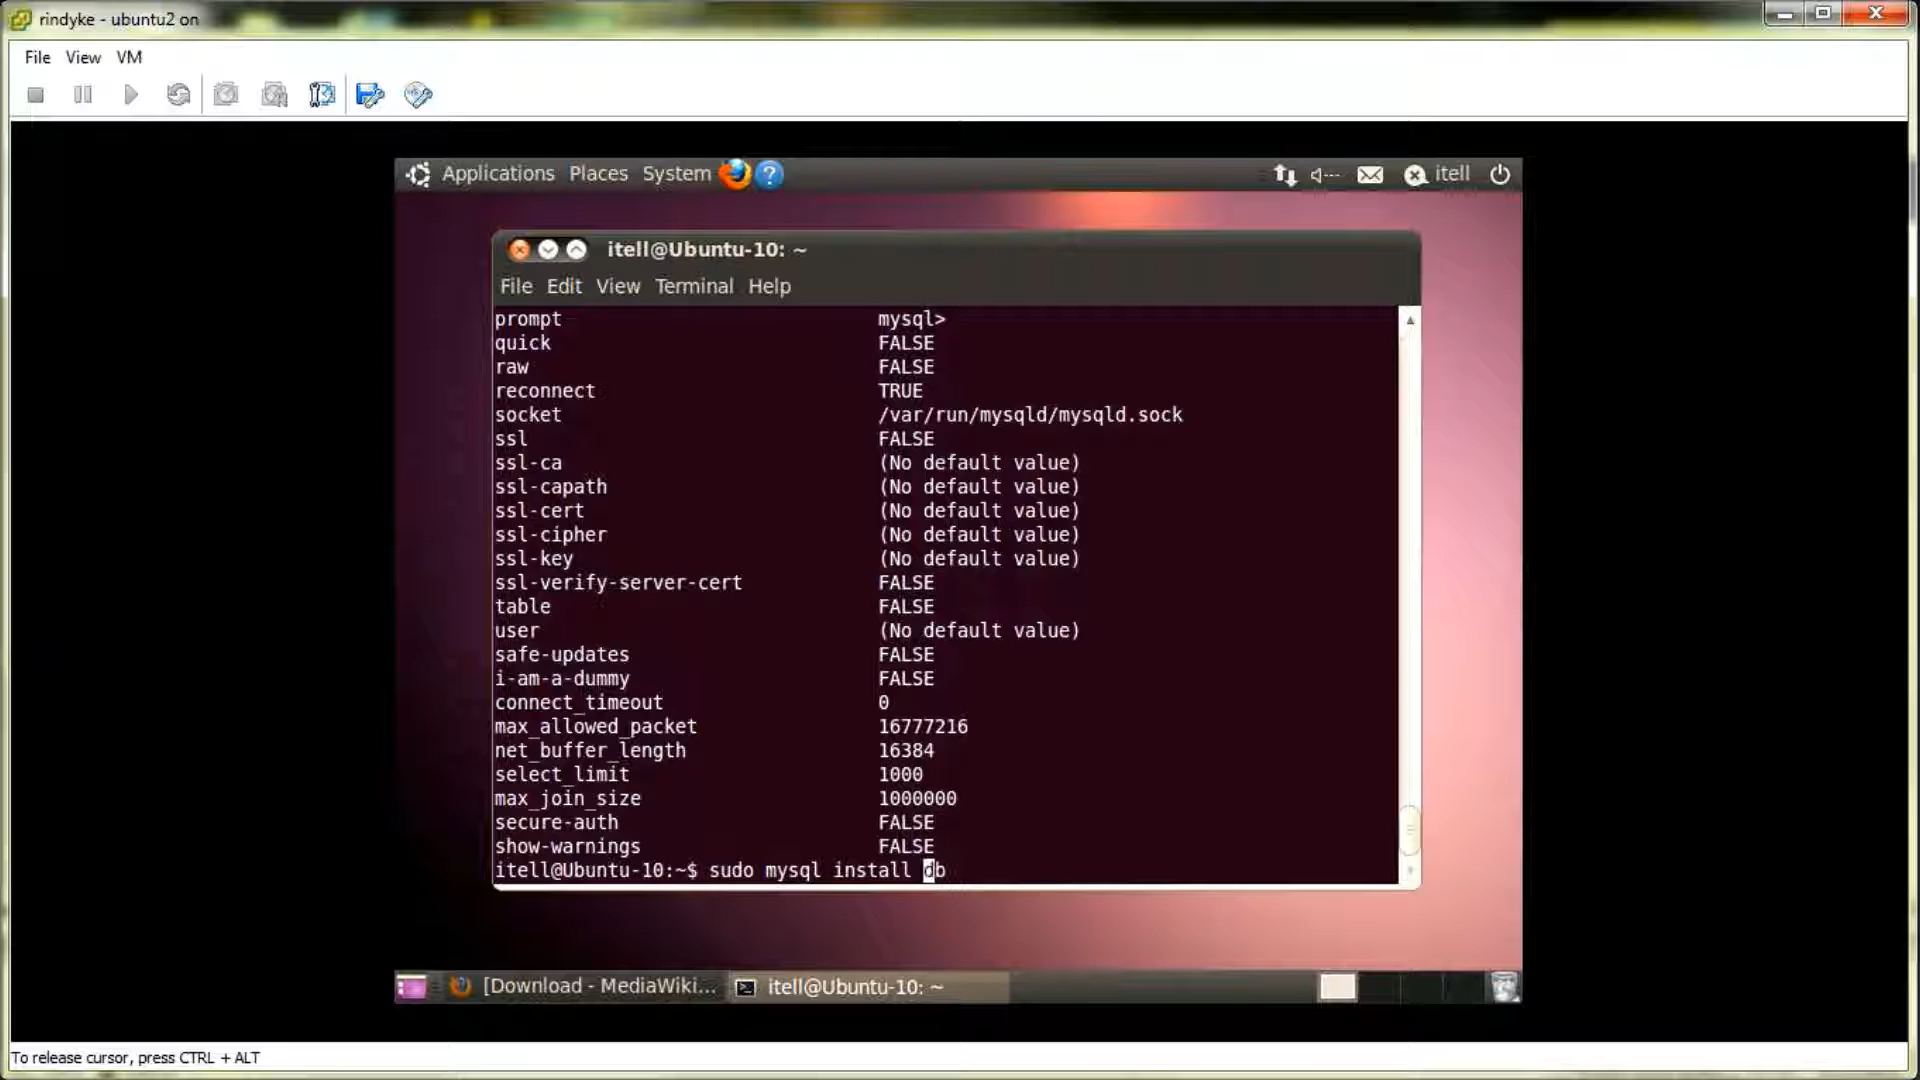 rindyke - ubuntu2 on
File View VM
Applications Places System itell
itell@Ubuntu-10: ~
File Edit View Terminal Help
prompt mysql>
quick FALSE
raw FALSE
reconnect TRUE
socket /var/run/mysqld/mysqld.sock
ssl FALSE
ssl-ca (No default value)
ssl-capath (No default value)
ssl-cert (No default value)
ssl-cipher (No default value)
ssl-key (No default value)
ssl-verify-server-cert FALSE
table FALSE
user (No default value)
safe-updates FALSE
i-am-a-dummy FALSE
connect_timeout 0
max_allowed_packet 16777216
net_buffer_length 16384
select_limit 1000
max_join_size 1000000
secure-auth FALSE
show-warnings FALSE
itell@Ubuntu-10:~$ sudo mysql install db
[Download - MediaWiki... itell@Ubuntu-10: ~
To release cursor, press CTRL + ALT